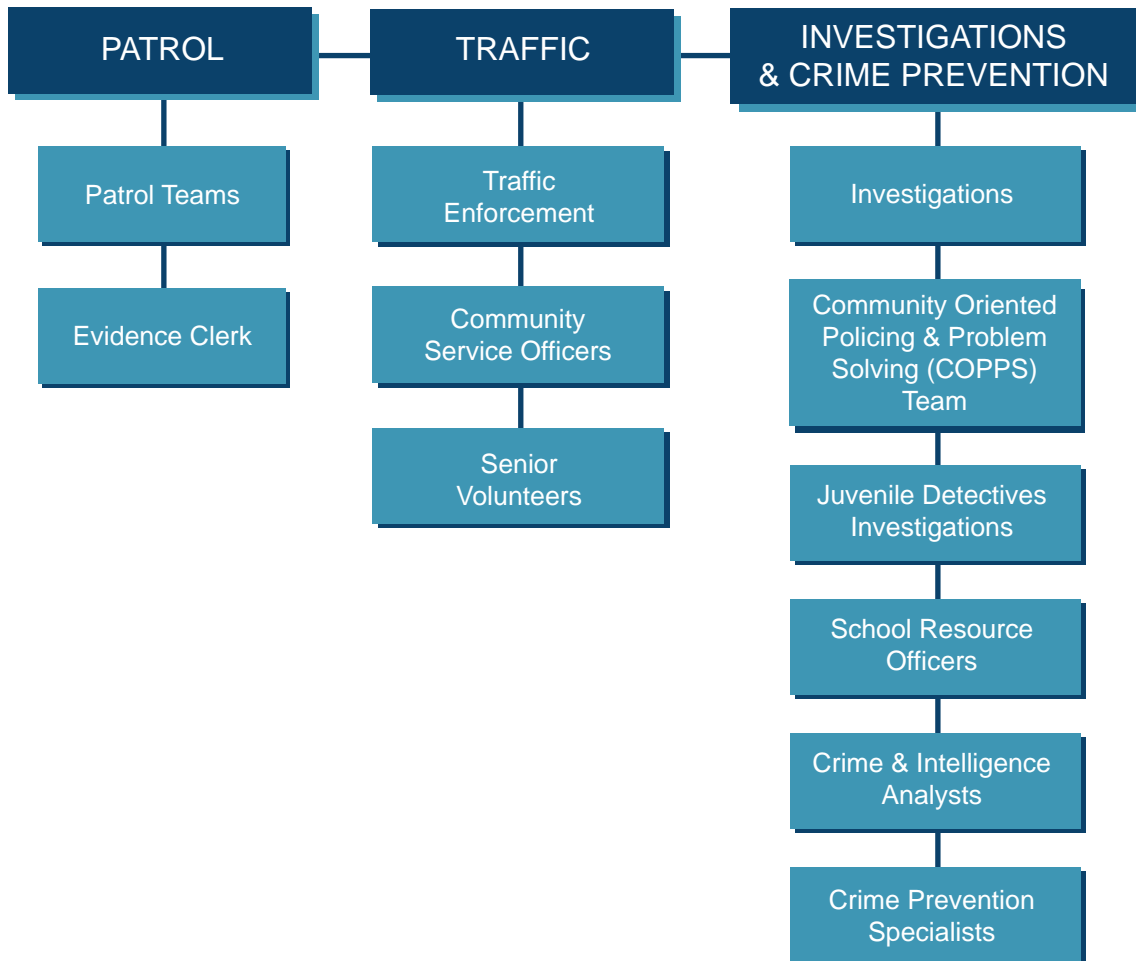 PATROL
Patrol Teams
Evidence Clerk
TRAFFIC
Traffic
Enforcement
Community
Service Officers
Senior
Volunteers
INVESTIGATIONS
& CRIME PREVENTION
Investigations
Community Oriented
Policing & Problem
Solving (COPPS)
Team
Juvenile Detectives
Investigations
School Resource
Officers
Crime & Intelligence
Analysts
Crime Prevention
Specialists